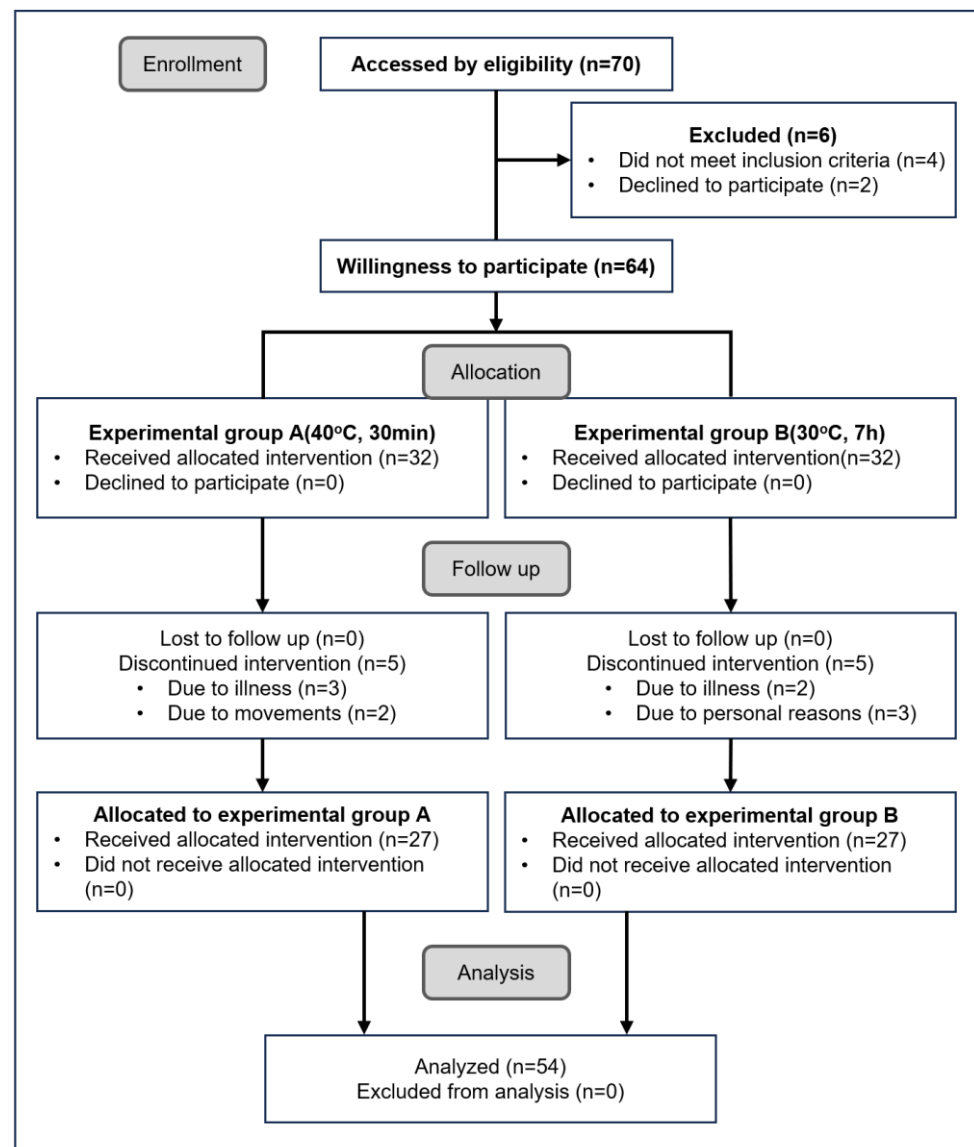 Enrollment
Accessed by eligibility (n=70)
Excluded (n=6)
• Did not meet inclusion criteria (n=4)
• Declined to participate (n=2)
Willingness to participate (n=64)
Allocation
Experimental group A(40°C, 30min)
• Received allocated intervention (n=32)
• Declined to participate (n=0)
Experimental group B(30°C, 7h)
• Received allocated intervention(n=32)
• Declined to participate (n=0)
Follow up
Lost to follow up (n=0)
Discontinued intervention (n=5)
• Due to illness (n=3)
• Due to movements (n=2)
Lost to follow up (n=0)
Discontinued intervention (n=5)
• Due to illness (n=2)
• Due to personal reasons (n=3)
Allocated to experimental group A
• Received allocated intervention (n=27)
• Did not receive allocated intervention
(n=0)
Allocated to experimental group B
• Received allocated intervention (n=27)
• Did not receive allocated intervention
(n=0)
Analysis
Analyzed (n=54)
Excluded from analysis (n=0)